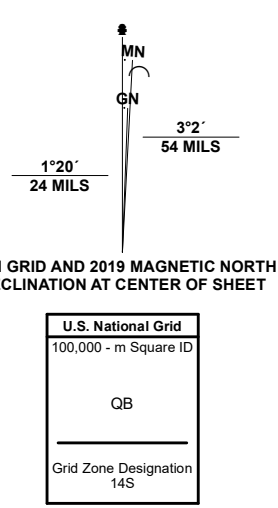 MN
GN
3°2´
54 MILS
1°20´
24 MILS
GRID AND 2019 MAGNETIC NORTH
CLINATION AT CENTER OF SHEET
U.S. National Grid
100,000 - m Square ID
QB
Grid Zone Designation
14S